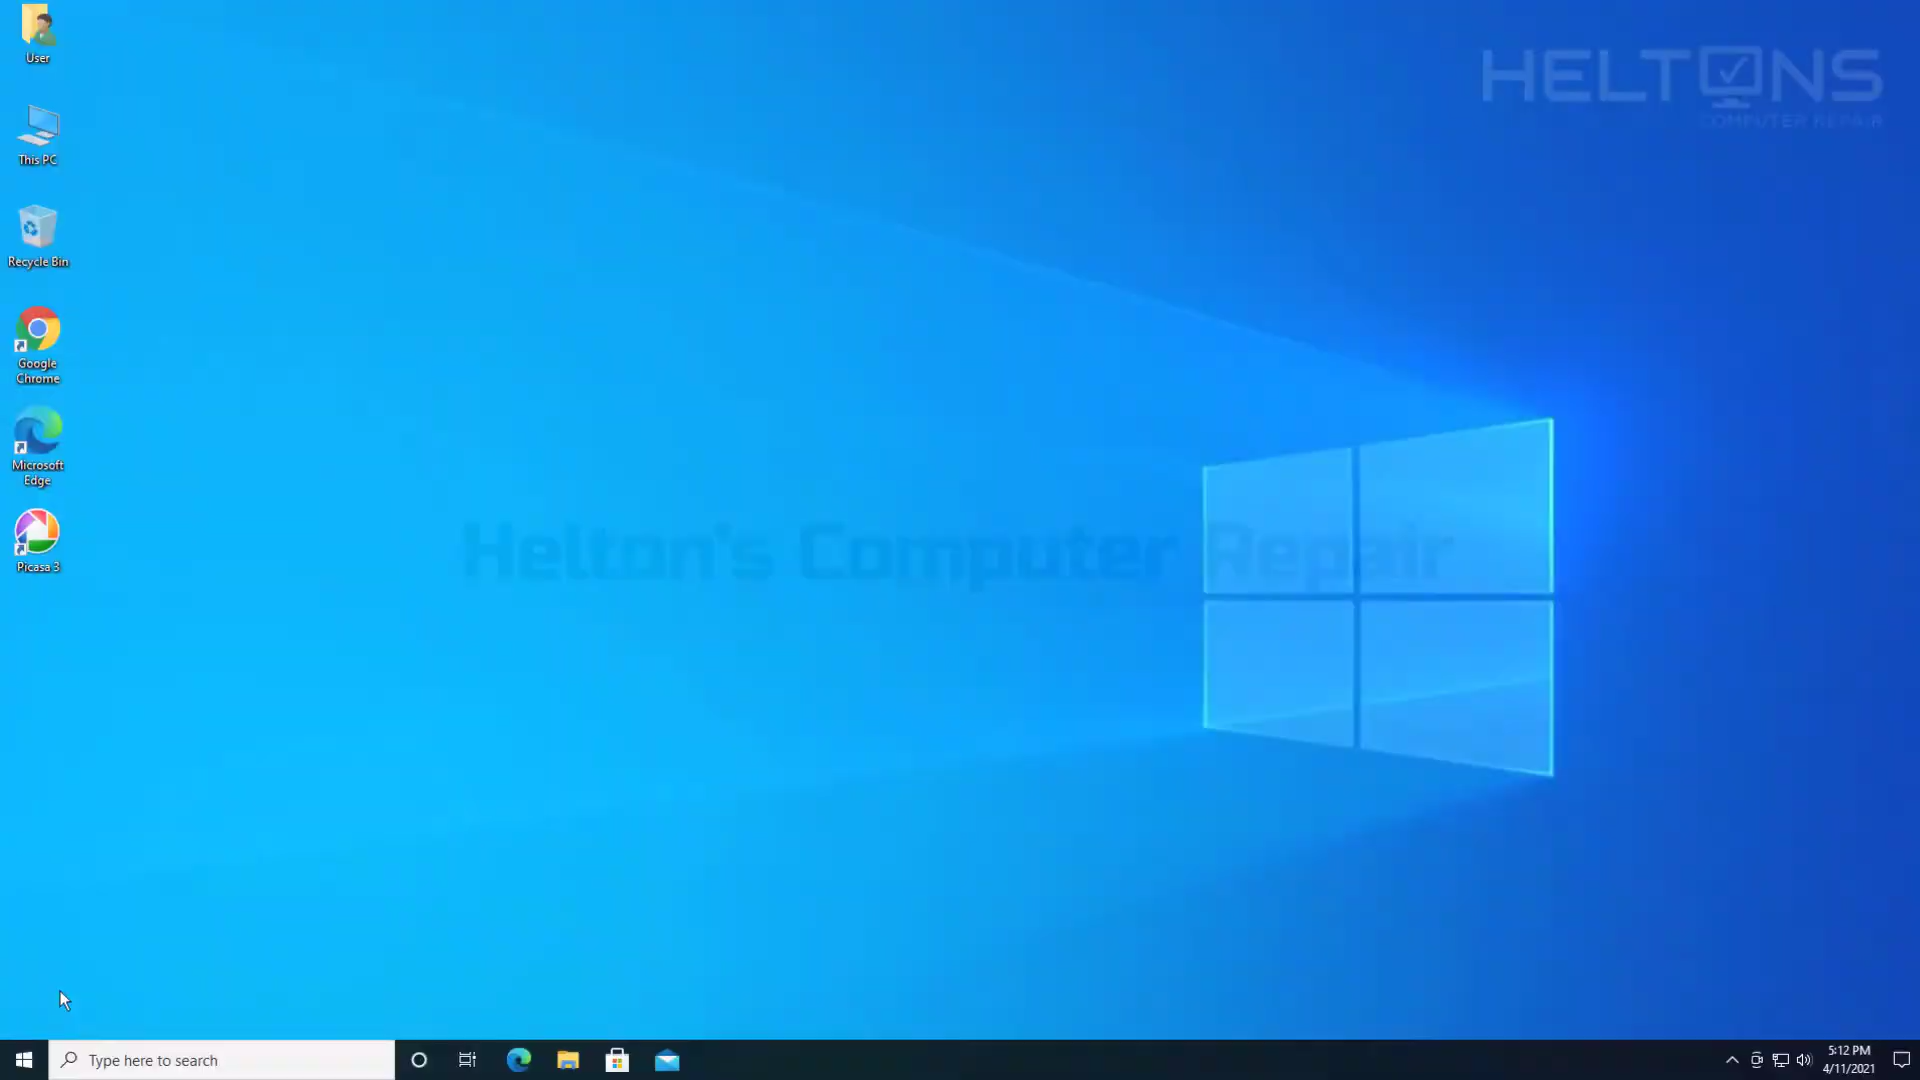 HELTONS
COMPUTER REPAIR
User
This PC
Recycle Bin
Google
Chrome
Microsoft
Edge
Picasa 3
Helton's Computer Repair
Type here to search
5:12 PM
4/11/2021